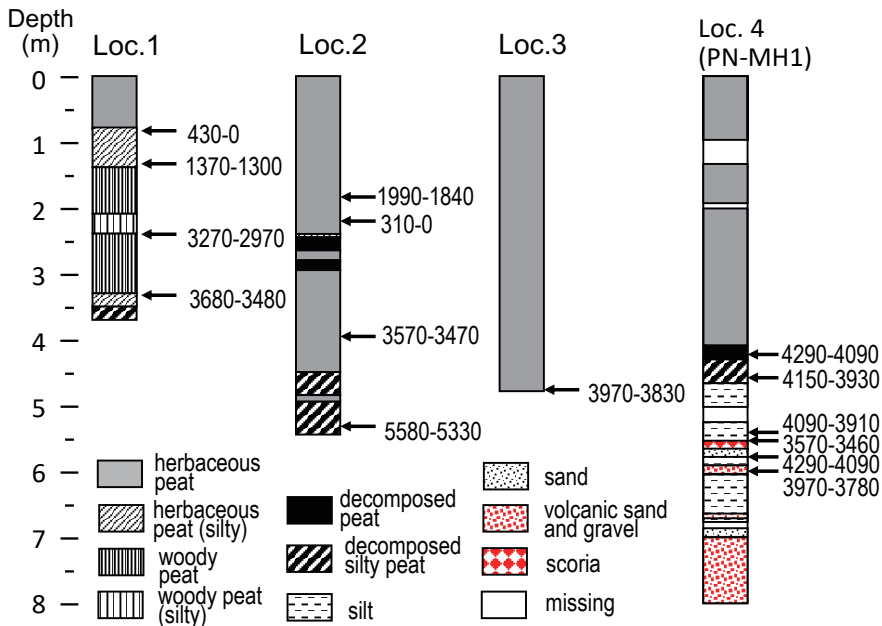 Depth
(m)
Loc.1
Loc.2
Loc.3
Loc. 4
(PN-MH1)
0
1
2
3
4
5
6
7
8
430-0
1370-1300
3270-2970
3680-3480
1990-1840
310-0
3570-3470
5580-5330
3970-3830
4290-4090
4150-3930
4090-3910
3570-3460
4290-4090
3970-3780
herbaceous
peat
herbaceous
peat (silty)
woody
peat
woody peat
(silty)
decomposed
peat
decomposed
silty peat
silt
sand
volcanic sand
and gravel
scoria
missing